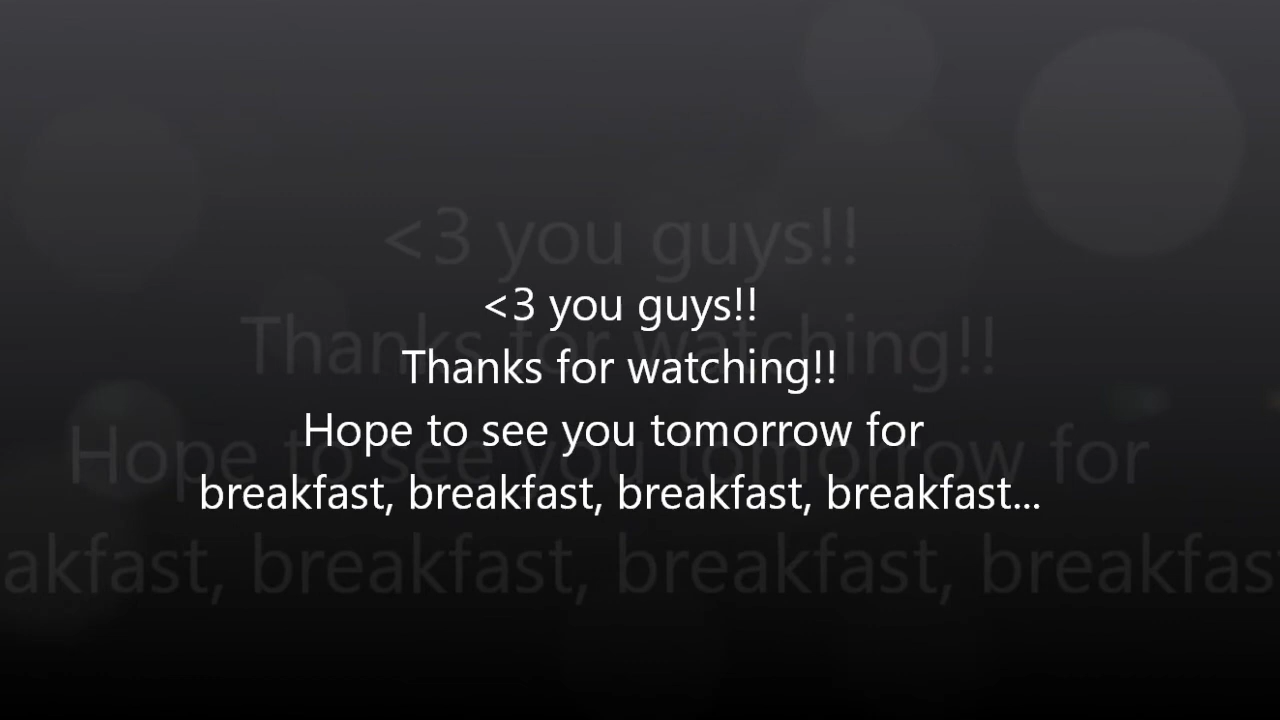 <3 you guys!!
Thanks for watching!!
Hope to see you tomorrow for
breakfast, breakfast, breakfast, breakfast...